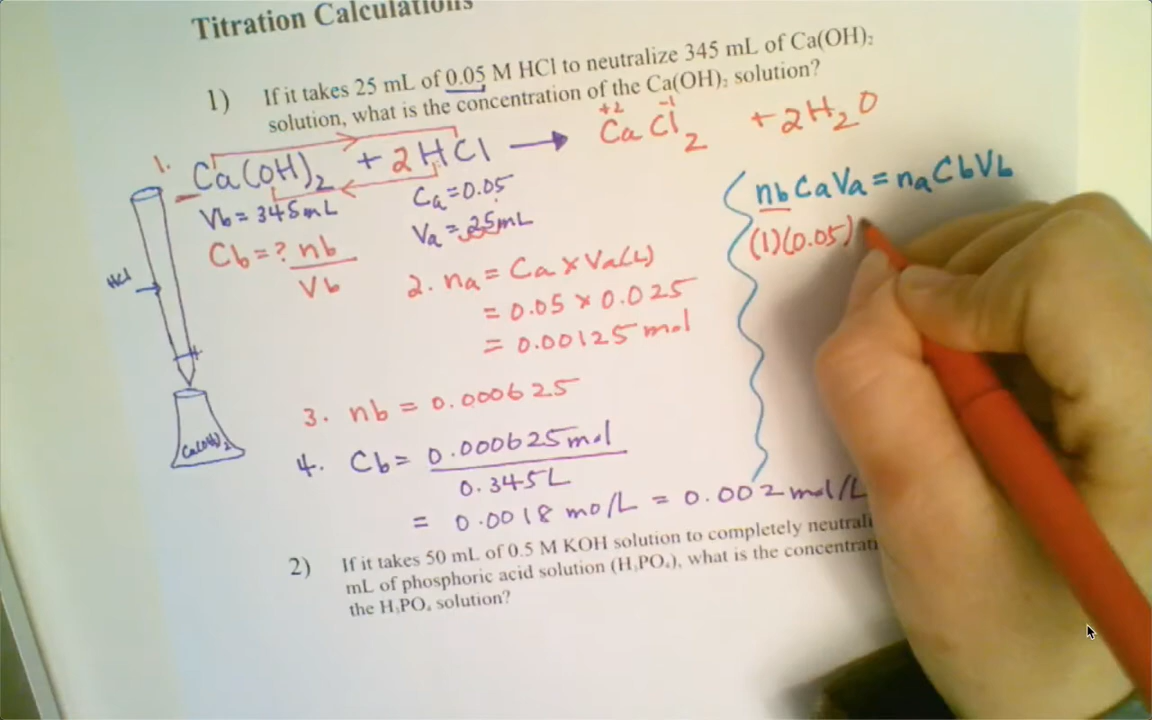 Titration Calculations
1) If it takes 25 mL of 0.05 M HCl to neutralize 345 mL of Ca(OH)₂
solution, what is the concentration of the Ca(OH)₂ solution?
+2 -1
1. Ca(OH)₂ + 2HCl → CaCl₂ + 2H₂O
Vb = 345mL
Ca = 0.05
Va = 25mL
Cb = ? nb
Vb
HCl
Ca(OH)₂
2. na = Ca × Va(L)
= 0.05 × 0.025
= 0.00125 mol
3. nb = 0.000625
4. Cb = 0.000625mol
0.345L
= 0.0018 mo/L = 0.002 mol/L
nbCaVa = naCbVb
(1)(0.05)
2) If it takes 50 mL of 0.5 M KOH solution to completely neutrali
mL of phosphoric acid solution (H₃PO₄), what is the concentrat
the H₃PO₄ solution?